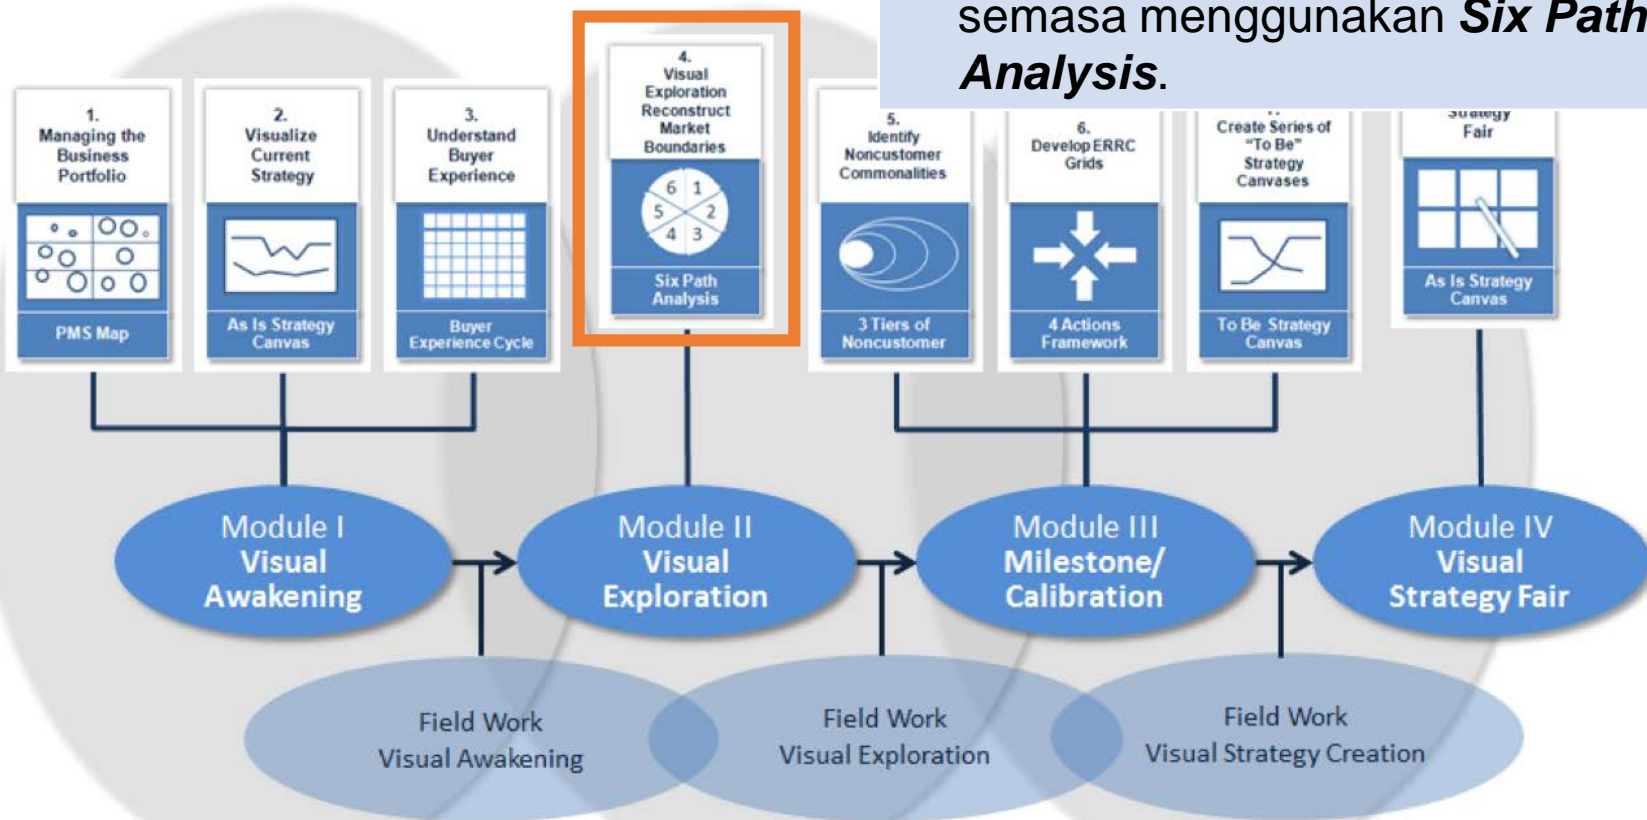 semasa menggunakan Six Path
Analysis.
1.
Managing the
Business
Portfolio
PMS Map
2.
Visualize
Current
Strategy
As Is Strategy
Canvas
3.
Understand
Buyer
Experience
Buyer
Experience Cycle
4.
Visual
Exploration
Reconstruct
Market
Boundaries
6 1
5 2
4 3
Six Path
Analysis
5.
Identify
Noncustomer
Commonalities
3 Tiers of
Noncustomer
6.
Develop ERRC
Grids
4 Actions
Framework
Create Series of
"To Be"
Strategy
Canvases
To Be Strategy
Canvas
Strategy
Fair
As Is Strategy
Canvas
Module I
Visual
Awakening
Module II
Visual
Exploration
Module III
Milestone/
Calibration
Module IV
Visual
Strategy Fair
Field Work
Visual Awakening
Field Work
Visual Exploration
Field Work
Visual Strategy Creation